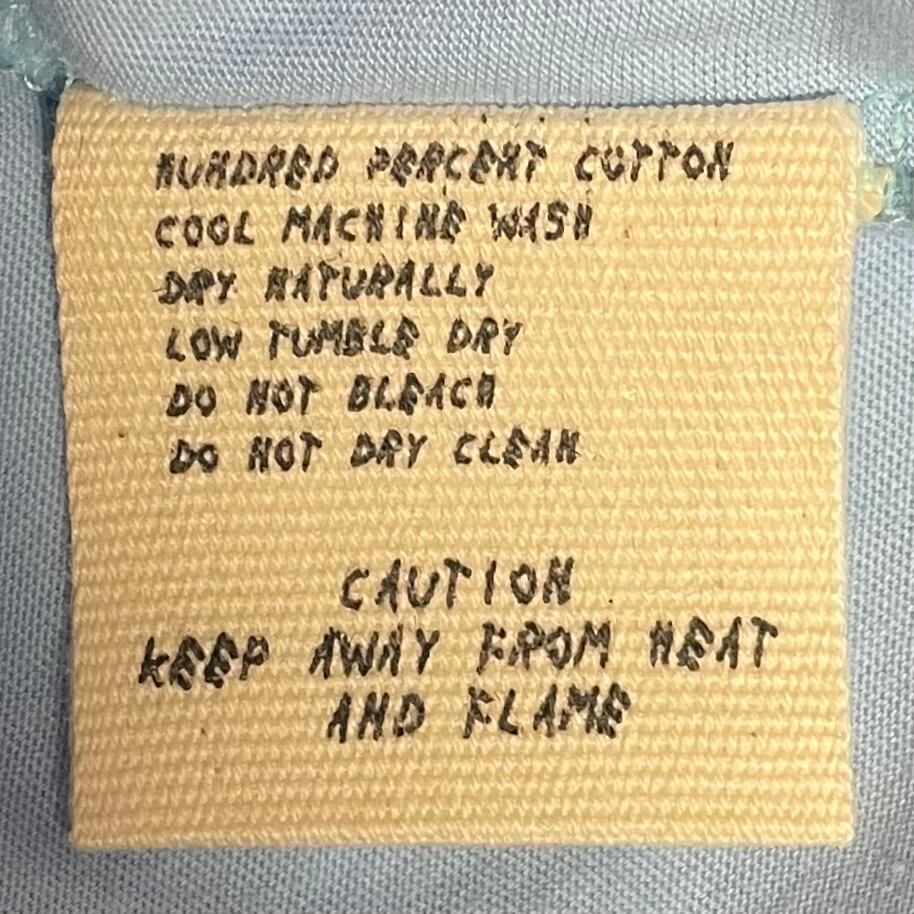 HUNDRED PERCENT COTTON
COOL MACHINE WASH
DRY NATURALLY
LOW TUMBLE DRY
DO NOT BLEACH
DO NOT DRY CLEAN
CAUTION
KEEP AWAY FROM HEAT
AND FLAME